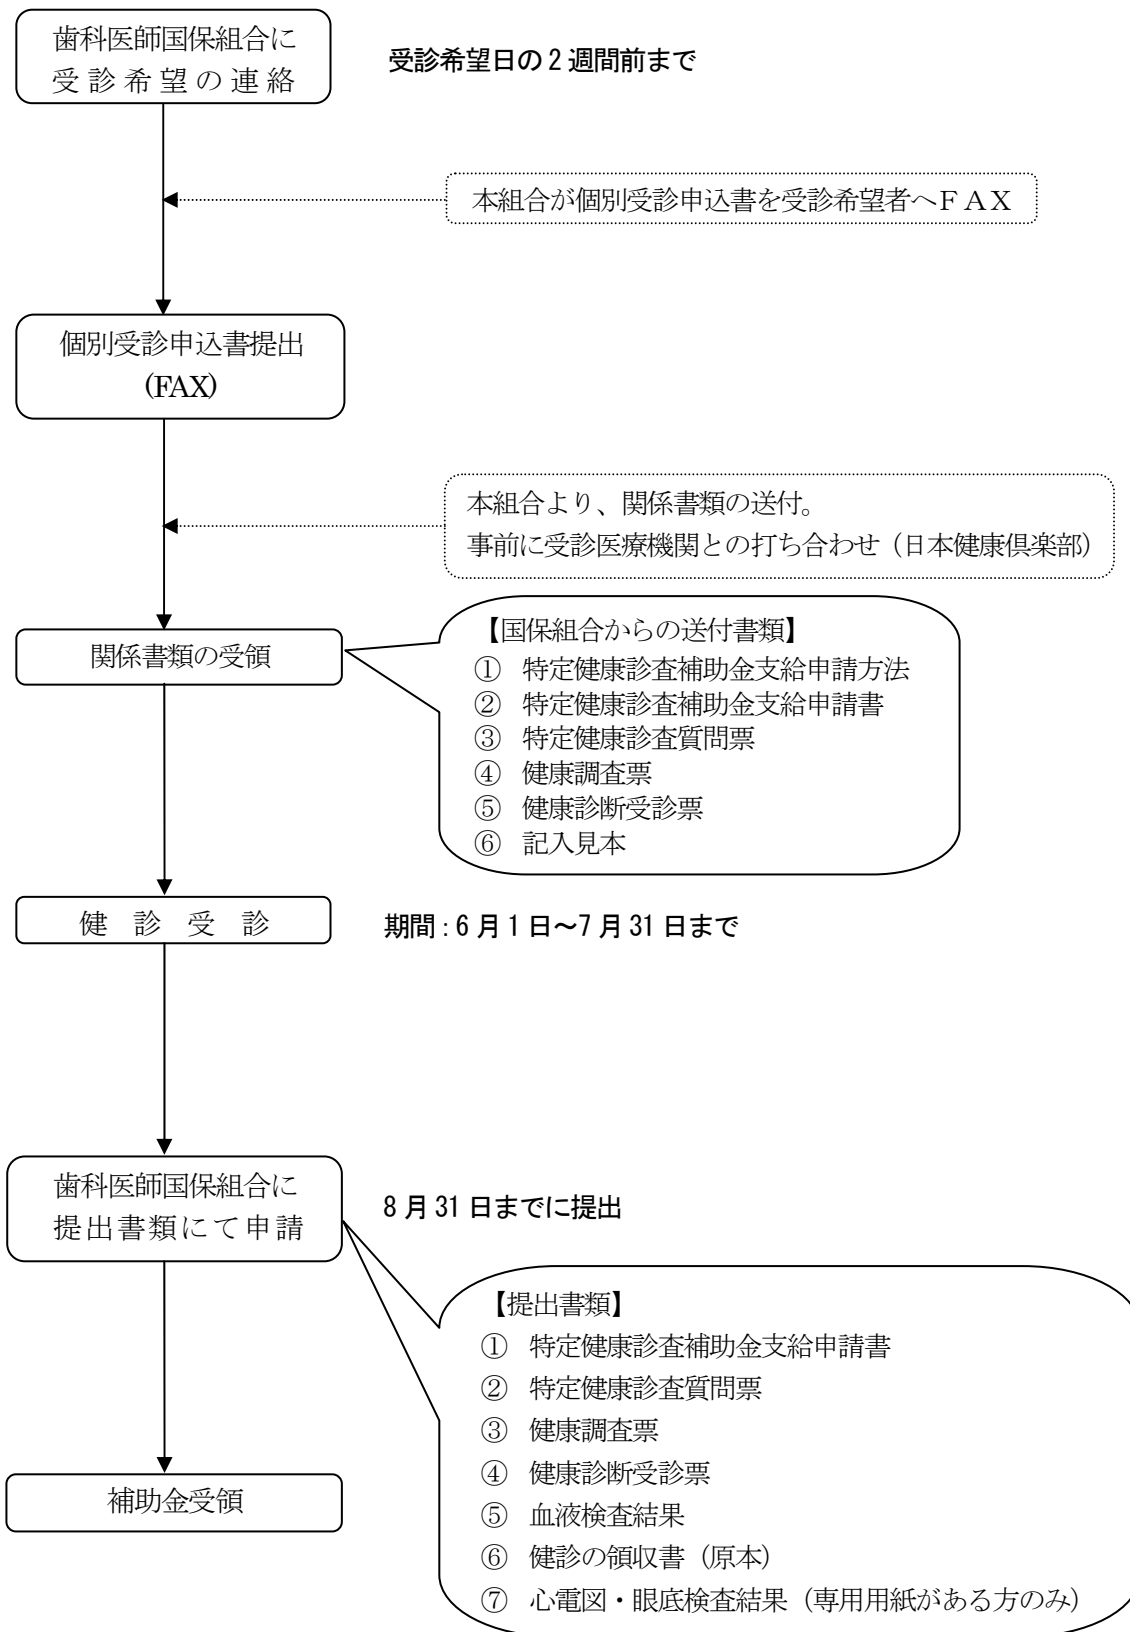 歯科医師国保組合に
受診希望の連絡
受診希望日の2週間前まで
本組合が個別受診申込書を受診希望者へＦＡＸ
個別受診申込書提出
(FAX)
本組合より、関係書類の送付。
事前に受診医療機関との打ち合わせ（日本健康倶楽部）
関係書類の受領
【国保組合からの送付書類】
① 特定健康診査補助金支給申請方法
② 特定健康診査補助金支給申請書
③ 特定健康診査質問票
④ 健康調査票
⑤ 健康診断受診票
⑥ 記入見本
健 診 受 診
期間：6月1日～7月31日まで
歯科医師国保組合に
提出書類にて申請
8月31日までに提出
【提出書類】
① 特定健康診査補助金支給申請書
② 特定健康診査質問票
③ 健康調査票
④ 健康診断受診票
⑤ 血液検査結果
⑥ 健診の領収書（原本）
⑦ 心電図・眼底検査結果（専用用紙がある方のみ）
補助金受領